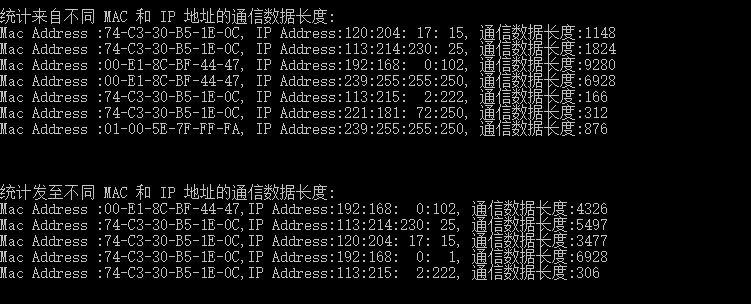 统计来自不同 MAC 和 IP 地址的通信数据长度:
Mac Address :74-C3-30-B5-1E-0C, IP Address:120:204: 17: 15, 通信数据长度:1148
Mac Address :74-C3-30-B5-1E-0C, IP Address:113:214:230: 25, 通信数据长度:1824
Mac Address :00-E1-8C-BF-44-47, IP Address:192:168:  0:102, 通信数据长度:9280
Mac Address :00-E1-8C-BF-44-47, IP Address:239:255:255:250, 通信数据长度:6928
Mac Address :74-C3-30-B5-1E-0C, IP Address:113:215:  2:222, 通信数据长度:166
Mac Address :74-C3-30-B5-1E-0C, IP Address:221:181: 72:250, 通信数据长度:312
Mac Address :01-00-5E-7F-FF-FA, IP Address:239:255:255:250, 通信数据长度:876
统计发至不同 MAC 和 IP 地址的通信数据长度:
Mac Address :00-E1-8C-BF-44-47,IP Address:192:168:  0:102, 通信数据长度:4326
Mac Address :74-C3-30-B5-1E-0C,IP Address:113:214:230: 25, 通信数据长度:5497
Mac Address :74-C3-30-B5-1E-0C,IP Address:120:204: 17: 15, 通信数据长度:3477
Mac Address :74-C3-30-B5-1E-0C,IP Address:192:168:  0:  1, 通信数据长度:6928
Mac Address :74-C3-30-B5-1E-0C,IP Address:113:215:  2:222, 通信数据长度:306